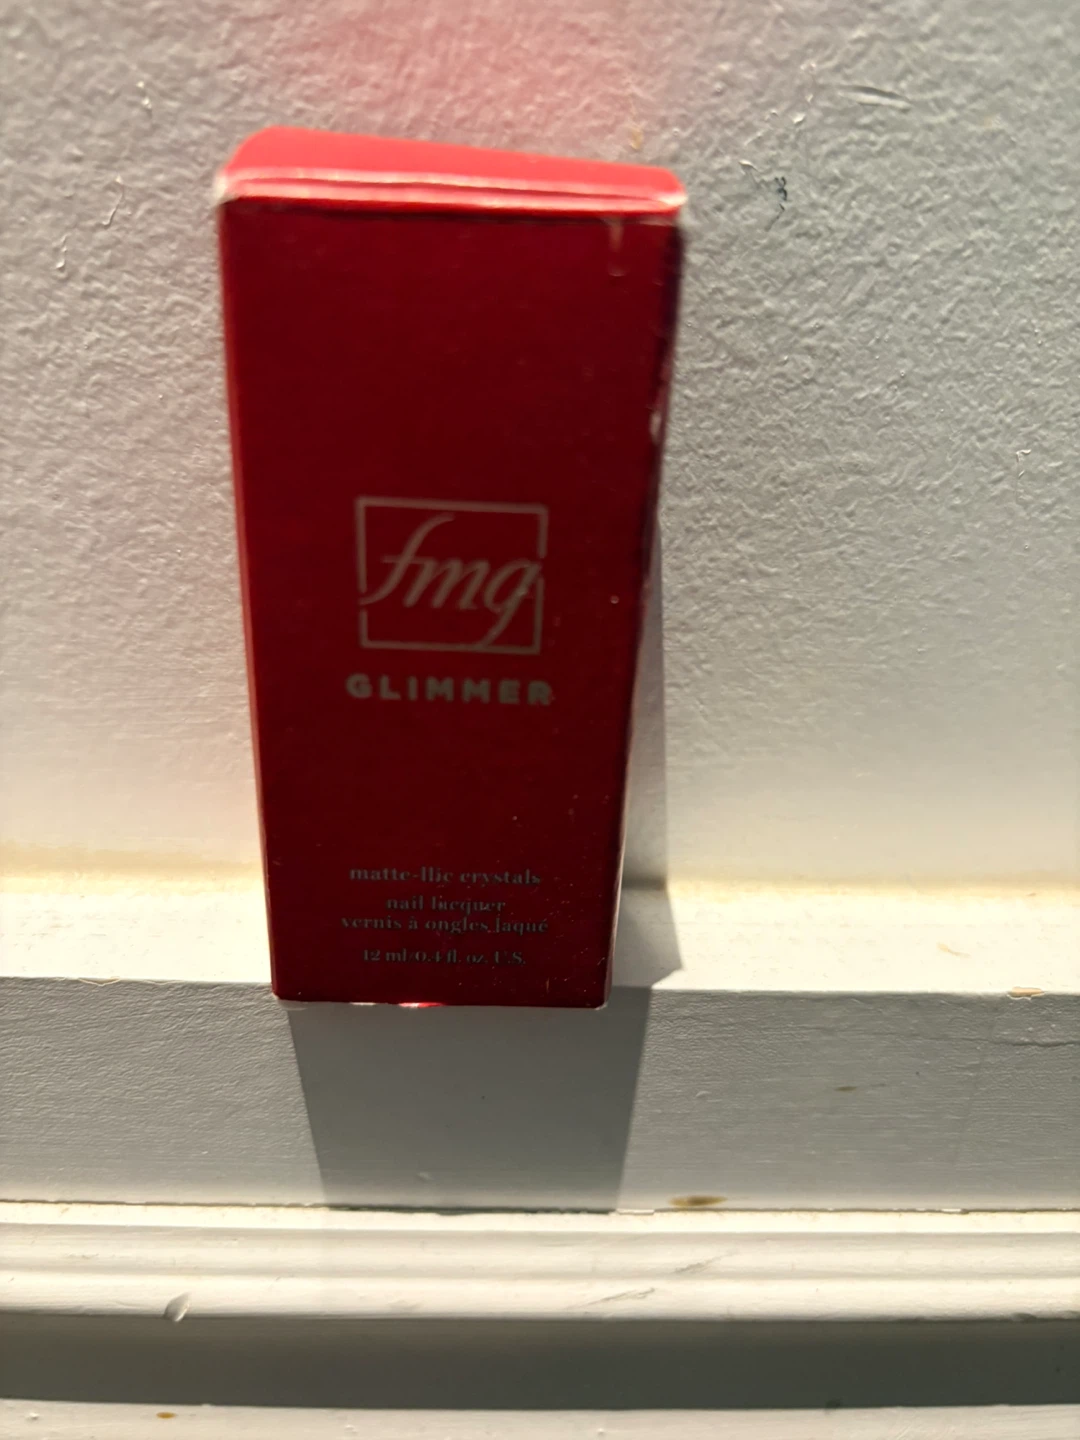 fmg
GLIMMER
matte-llic crystals
nail lacquer
vernis à ongles laqué
12 ml/0.4 fl. oz. U.S.